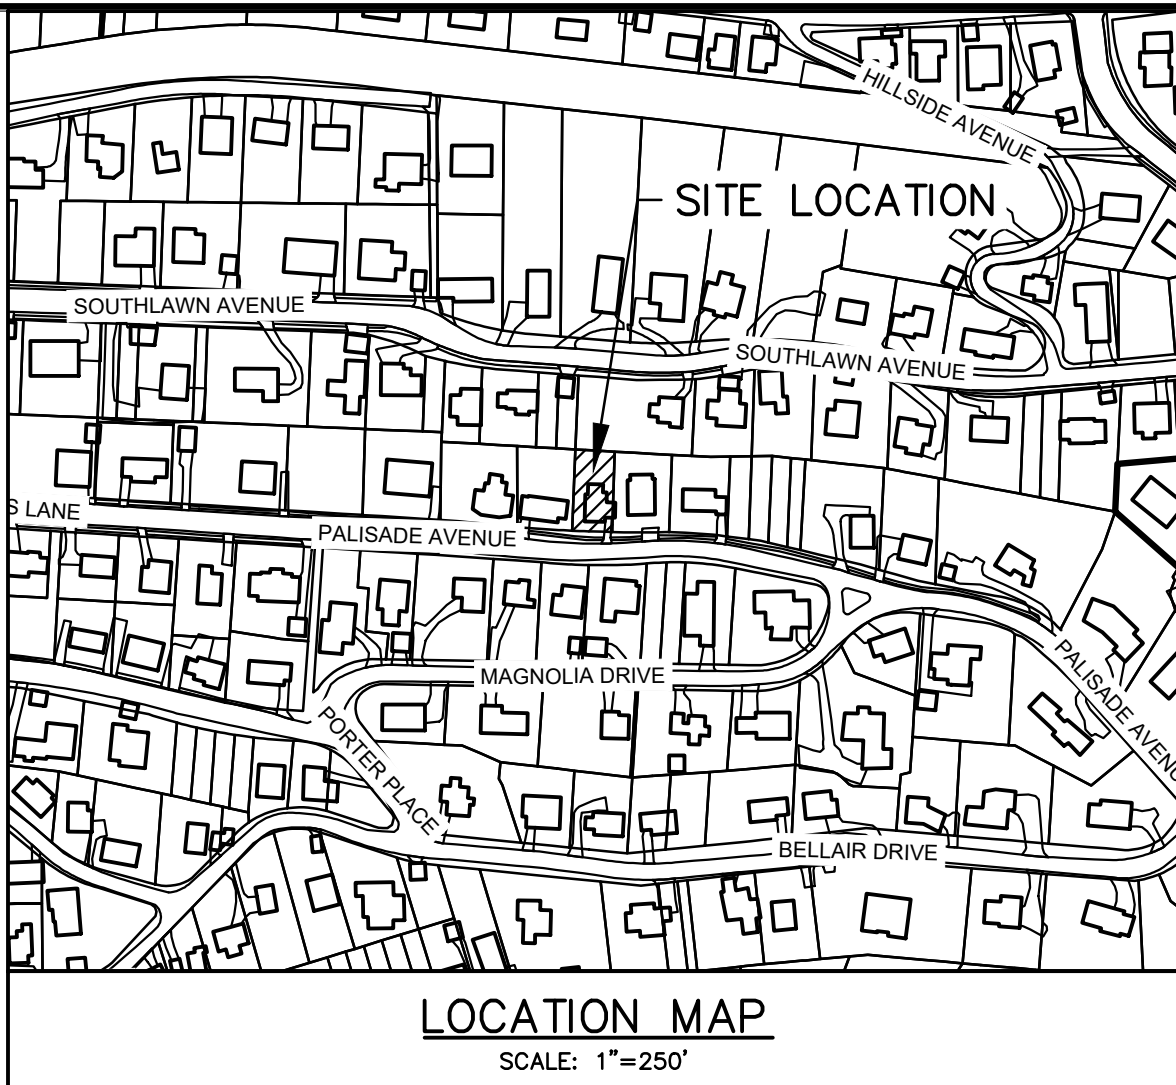 HILLSIDE AVENUE
SITE LOCATION
SOUTHLAWN AVENUE
SOUTHLAWN AVENUE
S LANE
PALISADE AVENUE
MAGNOLIA DRIVE
PALISADE AVENU
PORTER PLACE
BELLAIR DRIVE
LOCATION MAP
SCALE: 1"=250'